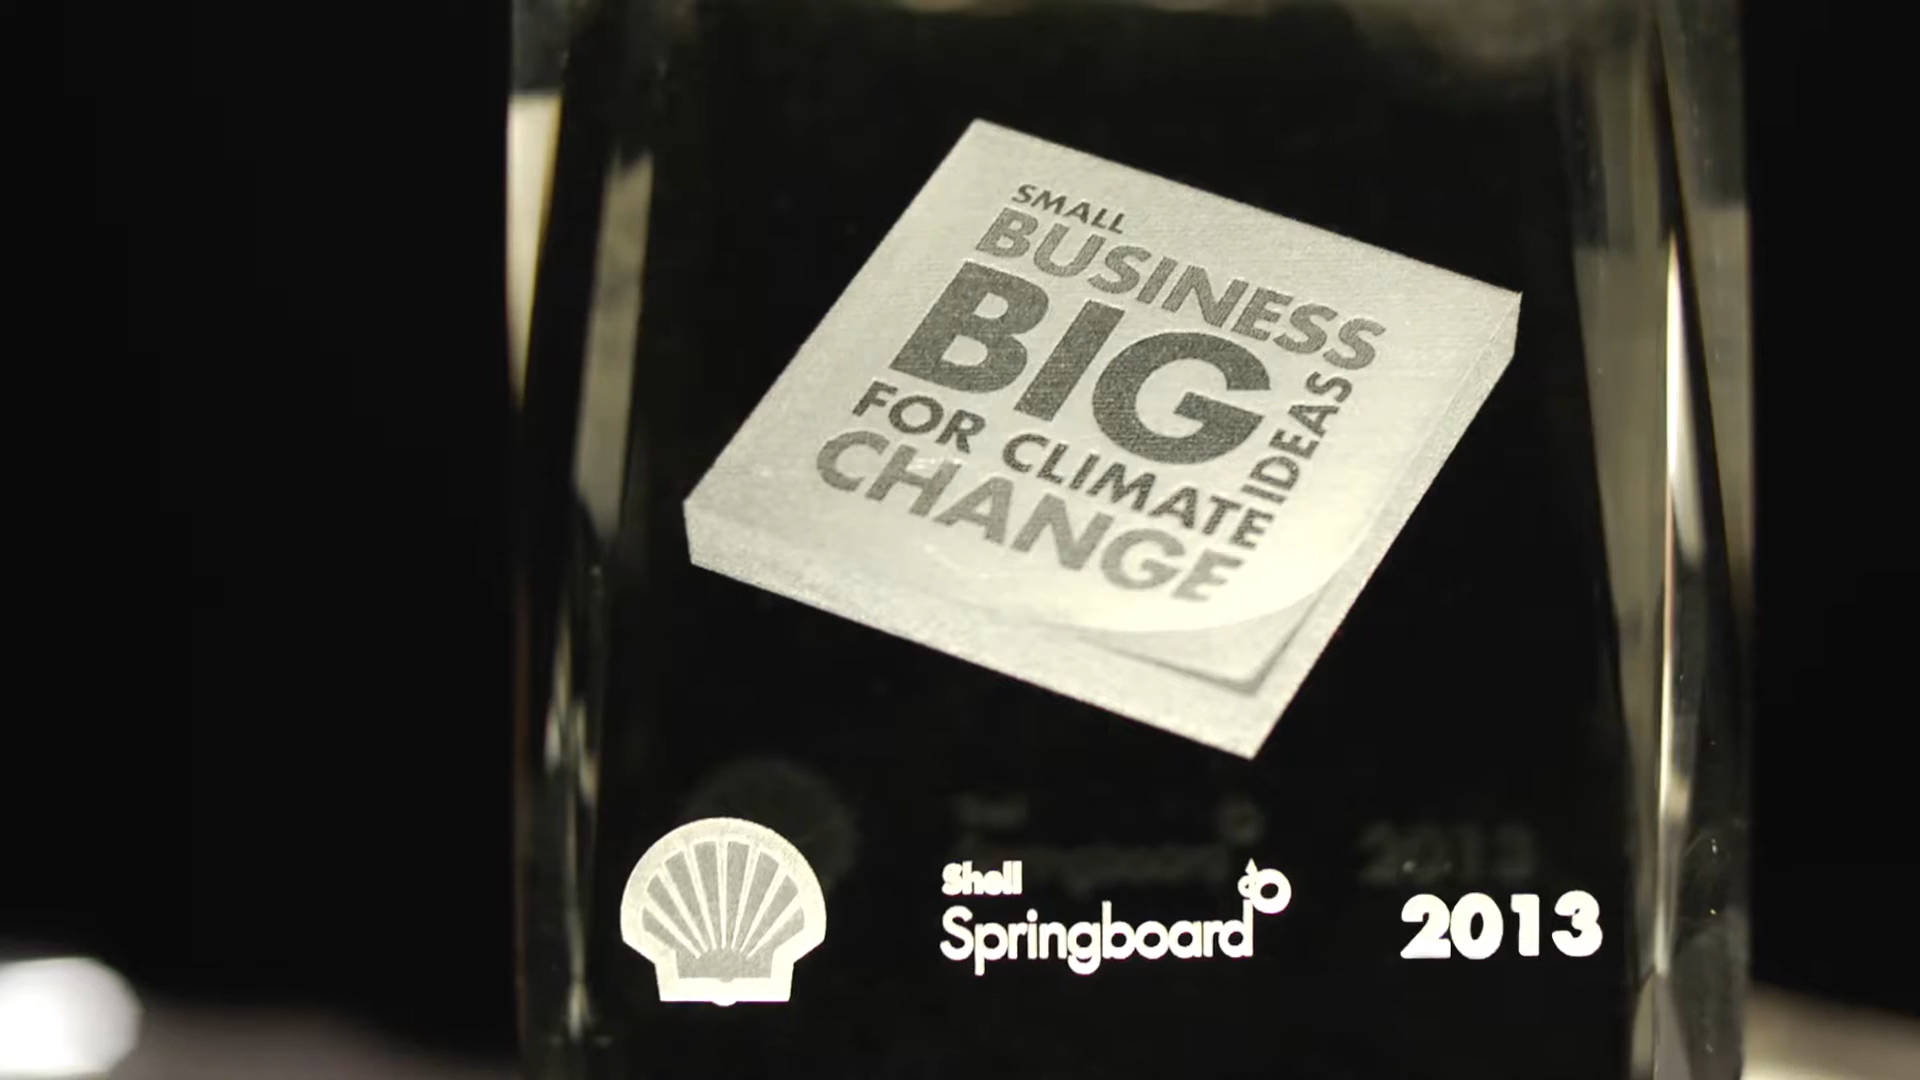 SMALL
BUSINESS
BIG
IDEAS
FOR CLIMATE
CHANGE
Shell
Springboard
2013